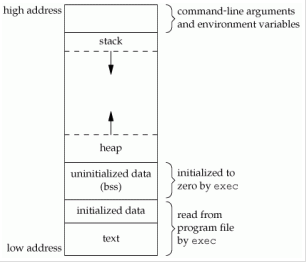 high address
command-line arguments
and environment variables
stack
heap
uninitialized data
(bss)
initialized to
zero by exec
initialized data
read from
program file
by exec
text
low address